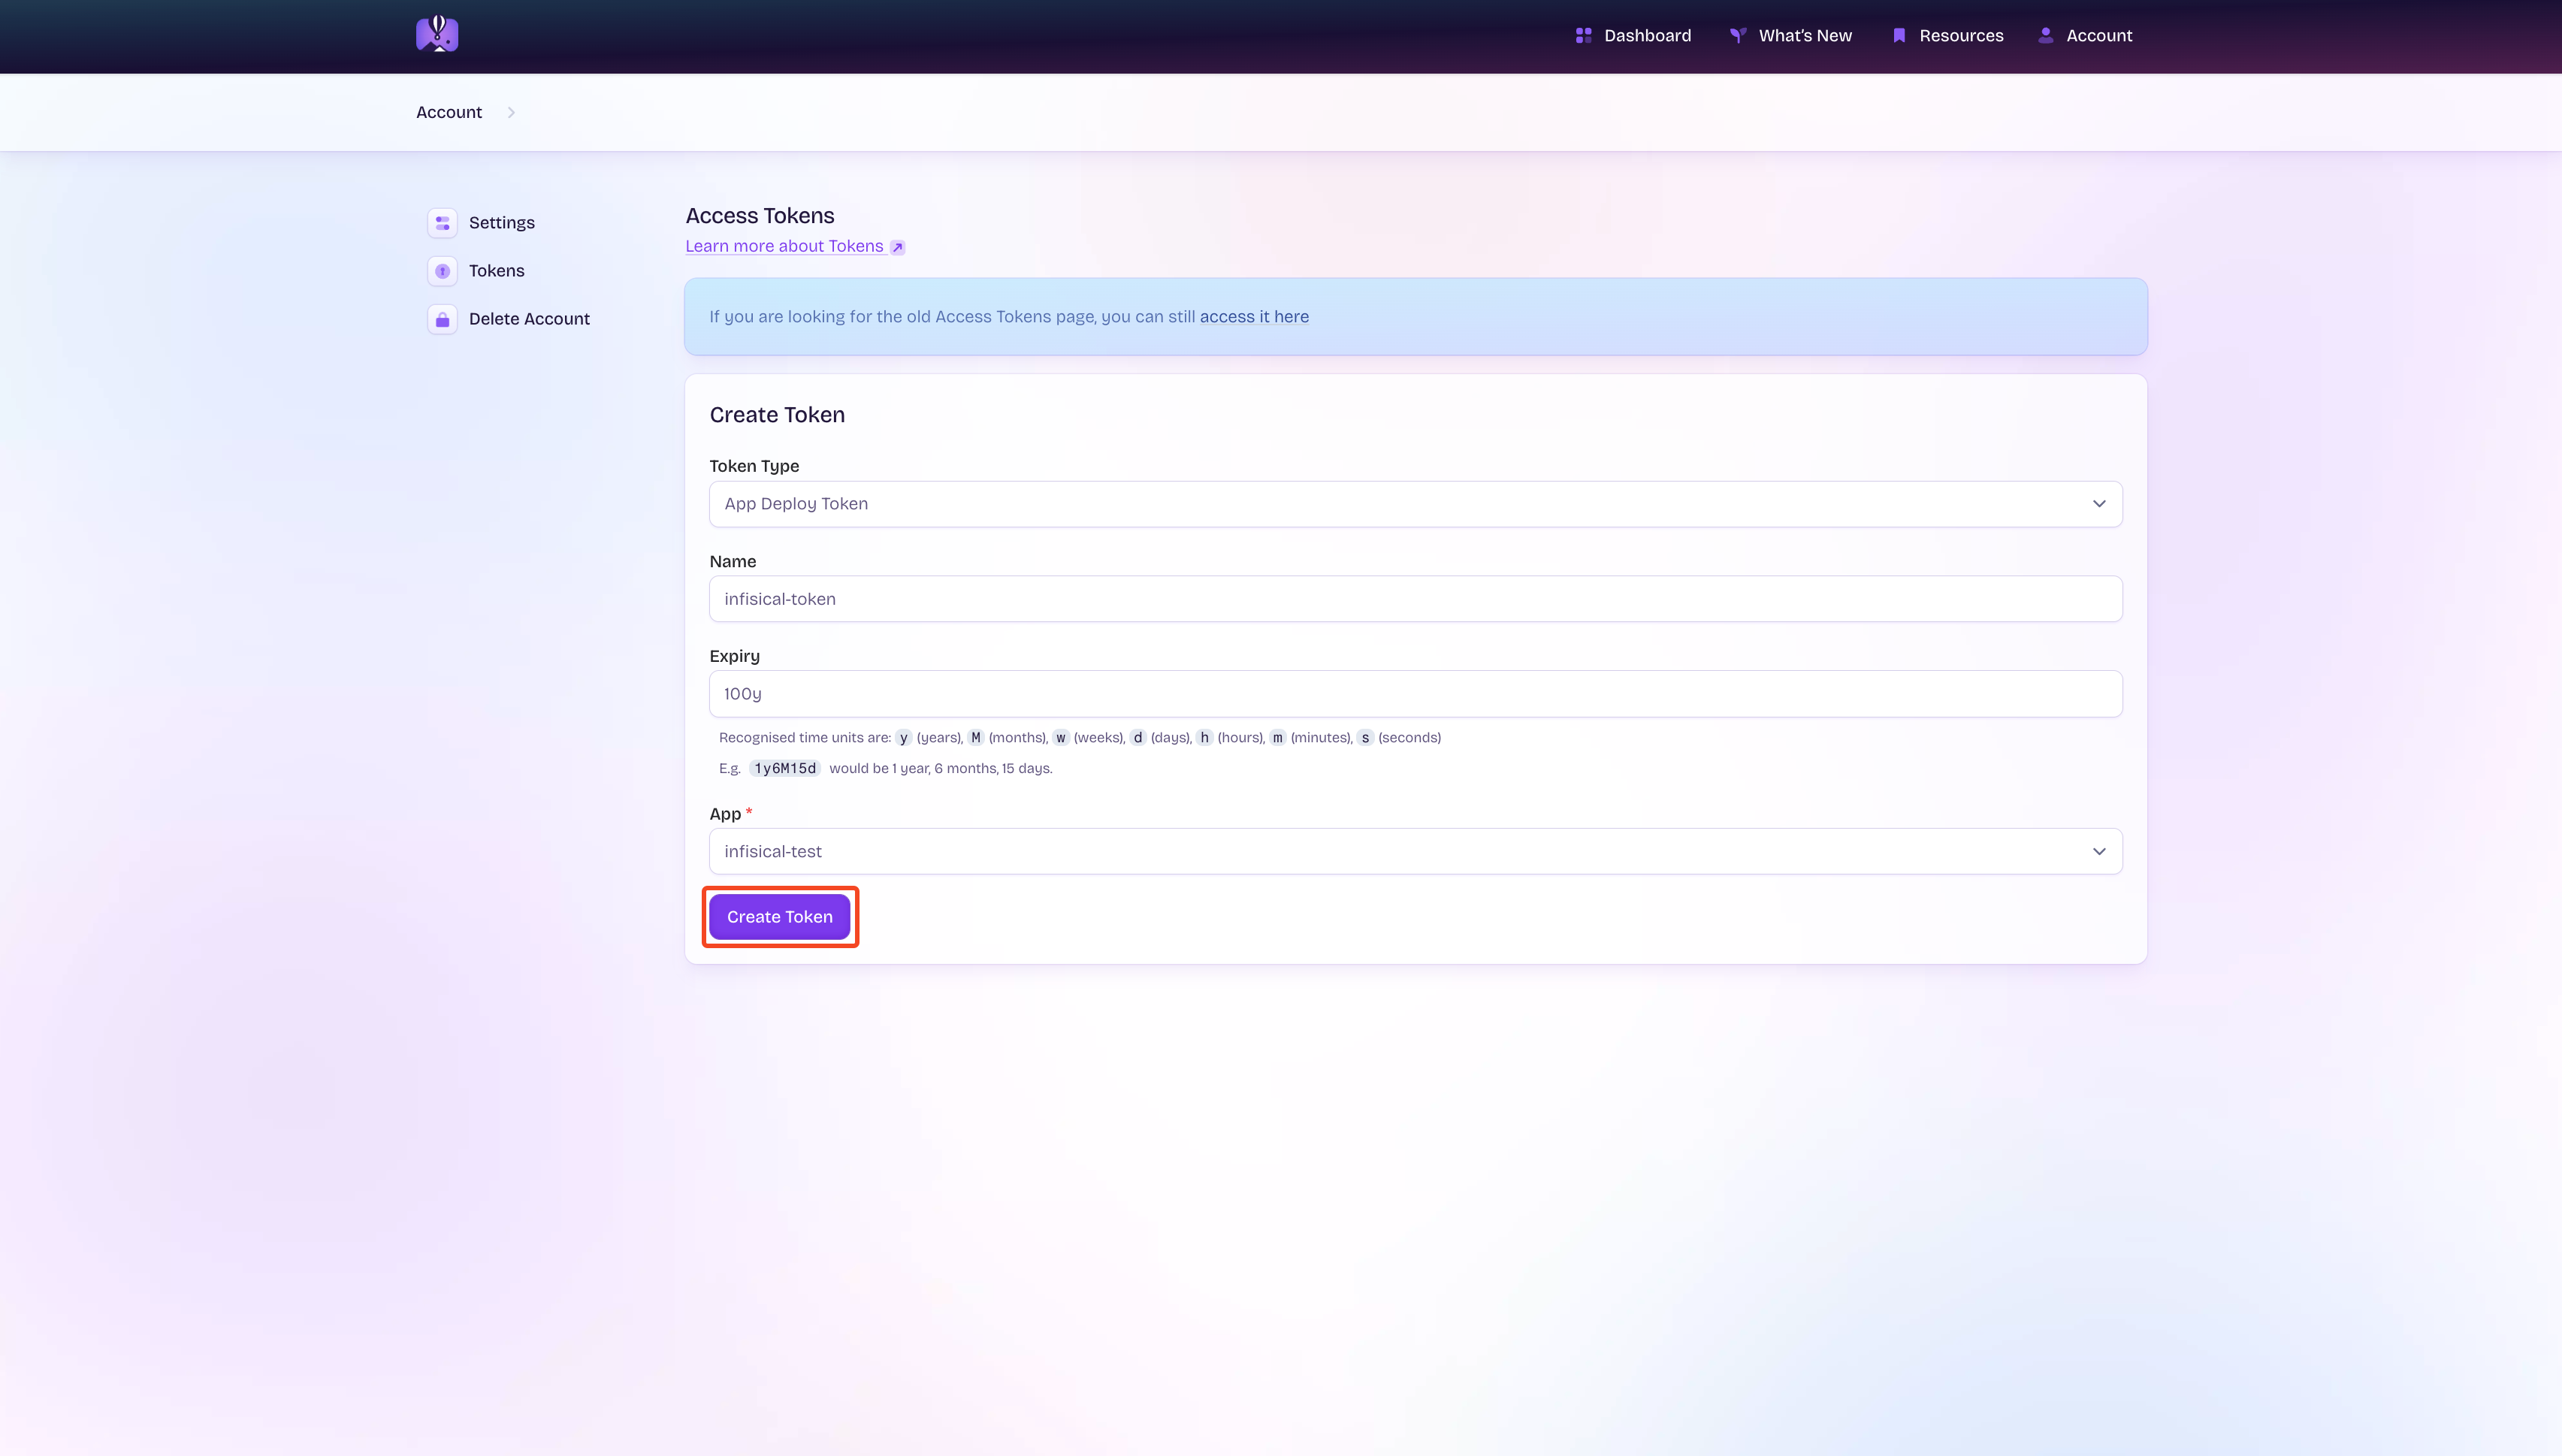 Dashboard
What's New
Resources
Account
Account
Settings
Tokens
Delete Account
Access Tokens
Learn more about Tokens
If you are looking for the old Access Tokens page, you can still access it here
Create Token
Token Type
App Deploy Token
Name
infisical-token
Expiry
100y
Recognised time units are: y (years), M (months), w (weeks), d (days), h (hours), m (minutes), s (seconds)
E.g. 1y6M15d would be 1 year, 6 months, 15 days.
App *
infisical-test
Create Token